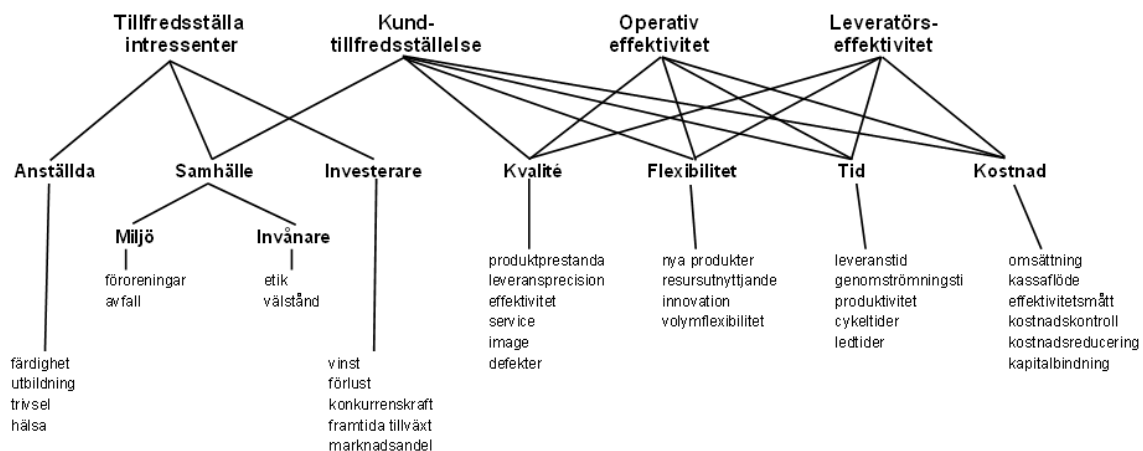 Tillfredsställa
intressenter
Kund-
tillfredsställelse
Operativ
effektivitet
Leveratörs-
effektivitet
Anställda
Samhälle
Investerare
Kvalité
Flexibilitet
Tid
Kostnad
Miljö
Invånare
föroreningar
avfall
etik
välstånd
färdighet
utbildning
trivsel
hälsa
vinst
förlust
konkurrenskraft
framtida tillväxt
marknadsandel
produktprestanda
leveransprecision
effektivitet
service
image
defekter
nya produkter
resursutnyttjande
innovation
volymflexibilitet
leveranstid
genomströmningsti
produktivitet
cykeltider
ledtider
omsättning
kassaflöde
effektivitetsmått
kostnadskontroll
kostnadsreducering
kapitalbindning